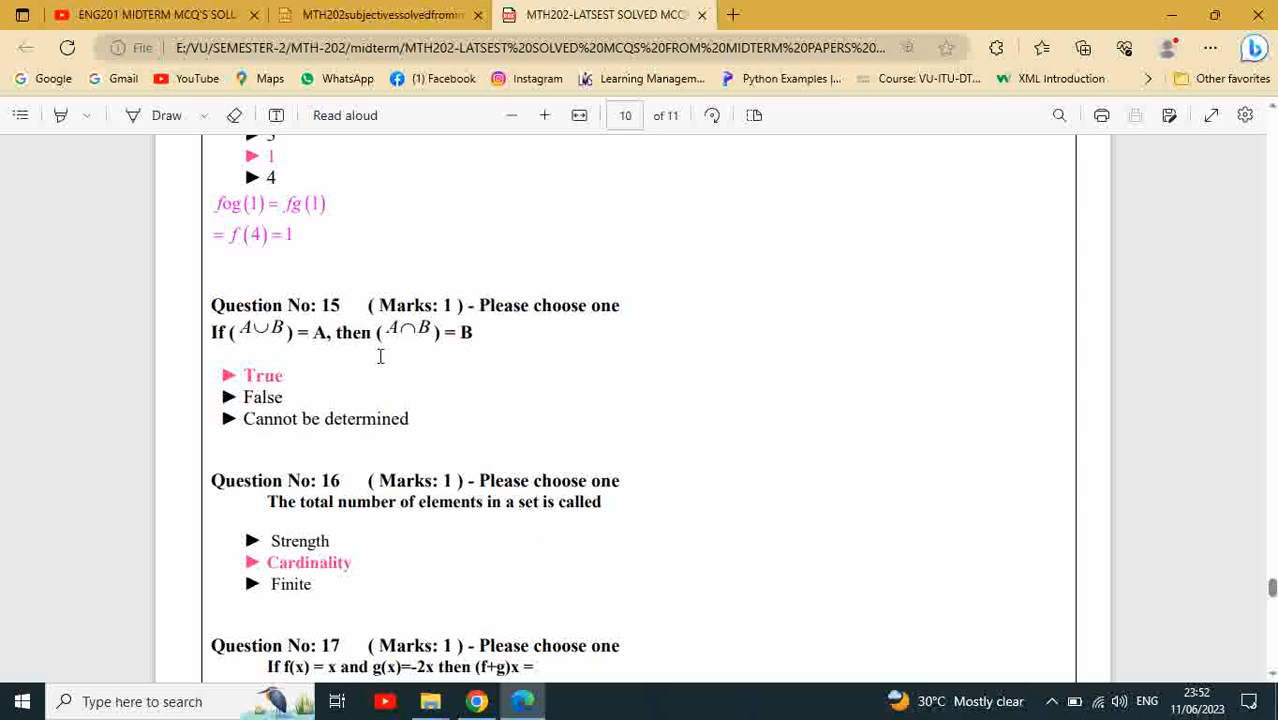 ENG201 MIDTERM MCQ'S SOLU
MTH202subjectivessolvedfrommi
MTH202-LATSEST SOLVED MCQS
File E:/VU/SEMESTER-2/MTH-202/midterm/MTH202-LATSEST%20SOLVED%20MCQS%20FROM%20MIDTERM%20PAPERS%20...
Google Gmail YouTube Maps WhatsApp (1) Facebook Instagram Learning Managem... Python Examples |... Course: VU-ITU-DT... XML Introduction Other favorites
Draw Read aloud 10 of 11
► 1
► 4
fog(1) = fg(1)
= f(4) = 1
Question No: 15 ( Marks: 1 ) - Please choose one
If ( A∪B ) = A, then ( A∩B ) = B
► True
► False
► Cannot be determined
Question No: 16 ( Marks: 1 ) - Please choose one
The total number of elements in a set is called
► Strength
► Cardinality
► Finite
Question No: 17 ( Marks: 1 ) - Please choose one
If f(x) = x and g(x)=-2x then (f+g)x =
Type here to search
30°C Mostly clear
ENG
23:52
11/06/2023